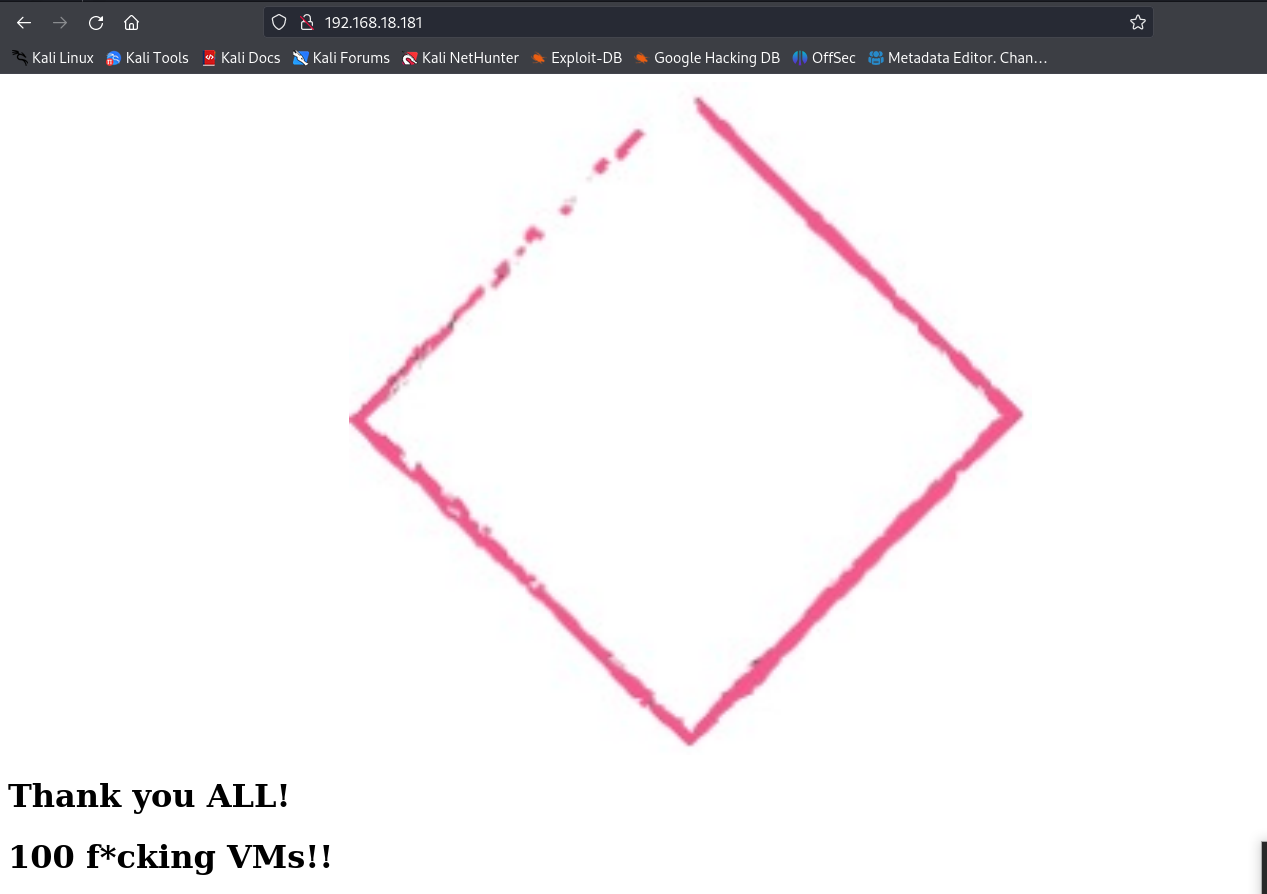 192.168.18.181
Kali Linux Kali Tools Kali Docs Kali Forums Kali NetHunter Exploit-DB Google Hacking DB OffSec Metadata Editor. Chan…
Thank you ALL!
100 f*cking VMs!!